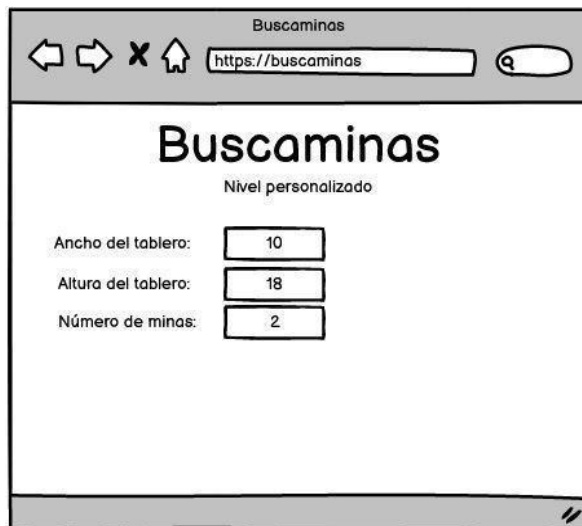 Buscaminas
https://buscaminas
Buscaminas
Nivel personalizado
Ancho del tablero: 10
Altura del tablero: 18
Número de minas: 2